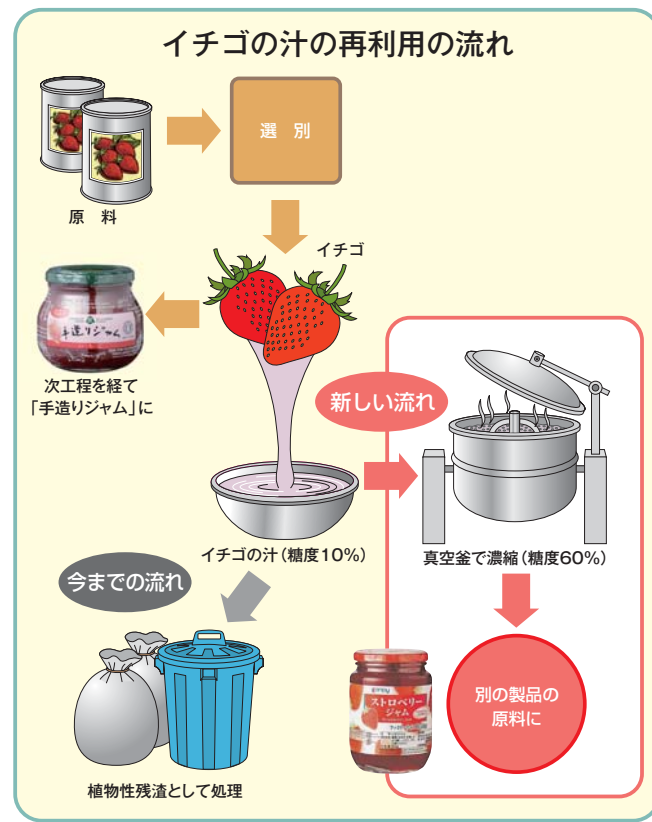 イチゴの汁の再利用の流れ
選 別
原 料
イチゴ
手造りジャム
次工程を経て
「手造りジャム」に
新しい流れ
イチゴの汁（糖度10%）
真空釜で濃縮（糖度60%）
今までの流れ
ストロベリー
ジャム
別の製品の
原料に
植物性残渣として処理